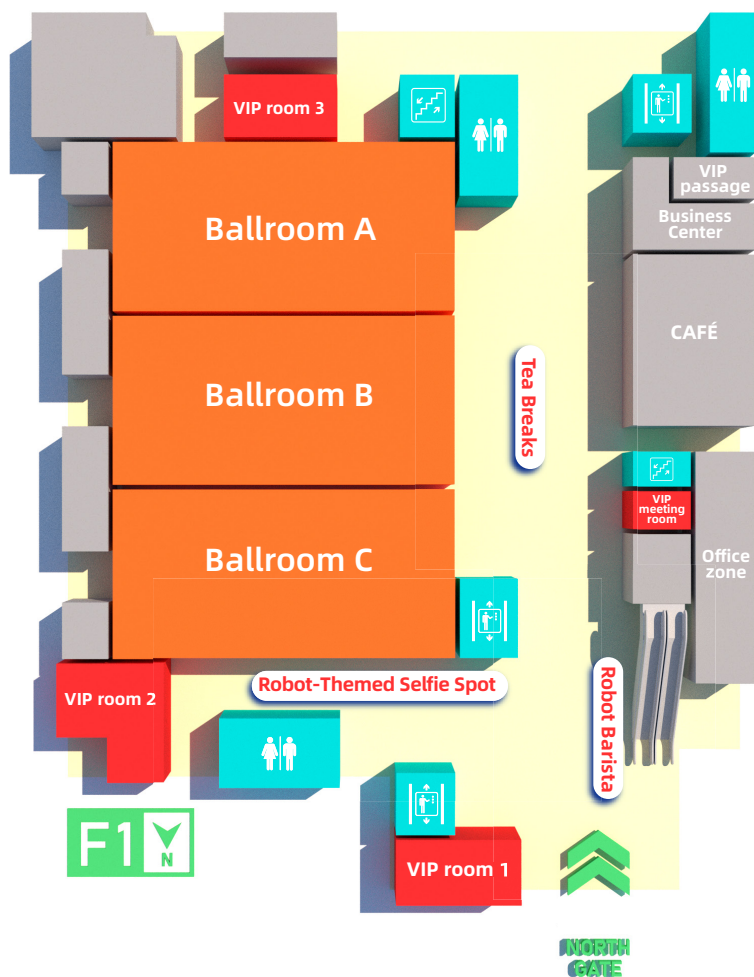 VIP room 3
VIP
passage
Business
Center
Ballroom A
CAFÉ
Ballroom B
Tea Breaks
VIP
meeting
room
Ballroom C
Office
zone
VIP room 2
Robot-Themed Selfie Spot
Robot Barista
F1
N
VIP room 1
NORTH
GATE